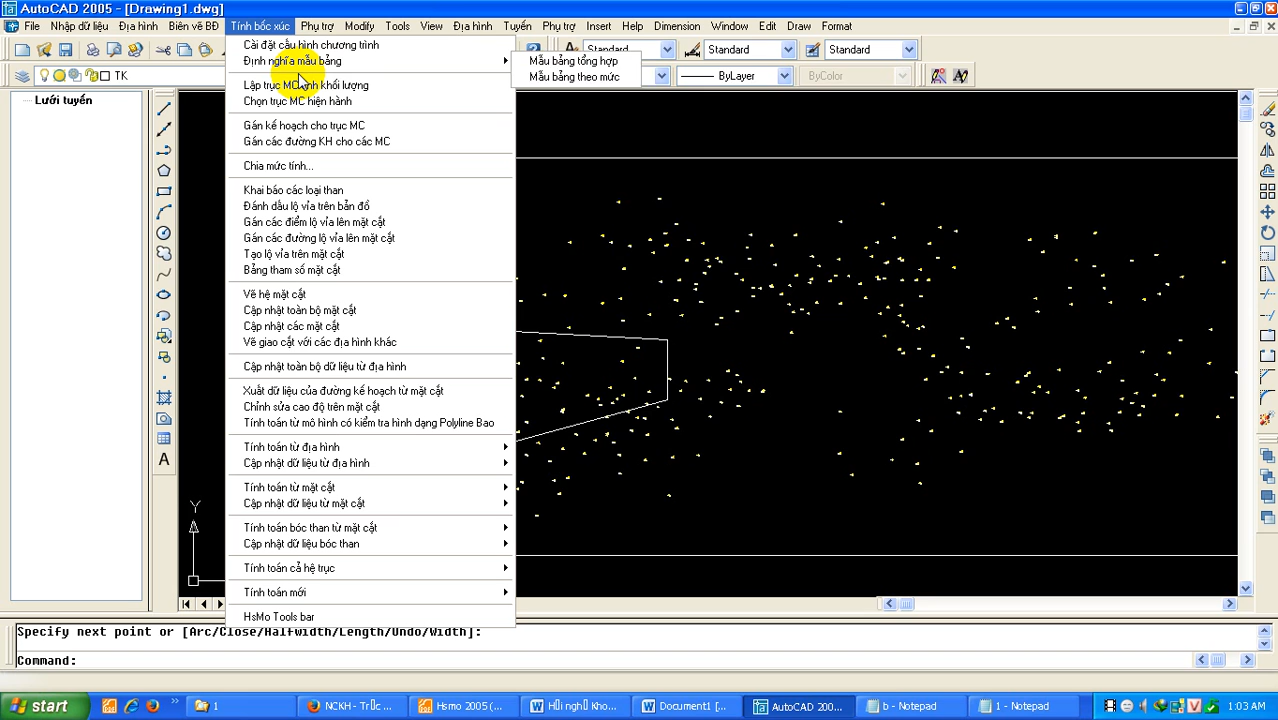 AutoCAD 2005 - [Drawing1.dwg]
File Nhập dữ liệu Địa hình Biên vẽ BĐ Tính bốc xúc Phụ trợ Modify Tools View Địa hình Tuyến Phụ trợ Insert Help Dimension Window Edit Draw Format
Standard Standard Standard
TK ByLayer ByColor
Lưới tuyến
Cài đặt cấu hình chương trình
Định nghĩa mẫu bảng
Mẫu bảng tổng hợp
Mẫu bảng theo mức
Lập trục MC khối lượng
Chọn trục MC hiện hành
Gán kế hoạch cho trục MC
Gán các đường KH cho các MC
Chia mức tính...
Khai báo các loại than
Đánh dấu lộ vỉa trên bản đồ
Gán các điểm lộ vỉa lên mặt cắt
Gán các đường lộ vỉa lên mặt cắt
Tạo lộ vỉa trên mặt cắt
Bảng tham số mặt cắt
Vẽ hệ mặt cắt
Cập nhật toàn bộ mặt cắt
Cập nhật các mặt cắt
Vẽ giao cắt với các địa hình khác
Cập nhật toàn bộ dữ liệu từ địa hình
Xuất dữ liệu của đường kế hoạch từ mặt cắt
Chỉnh sửa cao độ trên mặt cắt
Tính toán từ mô hình có kiểm tra hình dạng Polyline Bao
Tính toán từ địa hình
Cập nhật dữ liệu từ địa hình
Tính toán từ mặt cắt
Cập nhật dữ liệu từ mặt cắt
Tính toán bóc than từ mặt cắt
Cập nhật dữ liệu bóc than
Tính toán cả hệ trục
Tính toán mới
HsMo Tools bar
Y
Specify next point or [Arc/Close/Halfwidth/Length/Undo/Width]:
Command:
start 1 NCKH - Tr... Hsmo 2005 (... Document1 [... AutoCAD 200... b - Notepad 1 - Notepad 1:03 AM